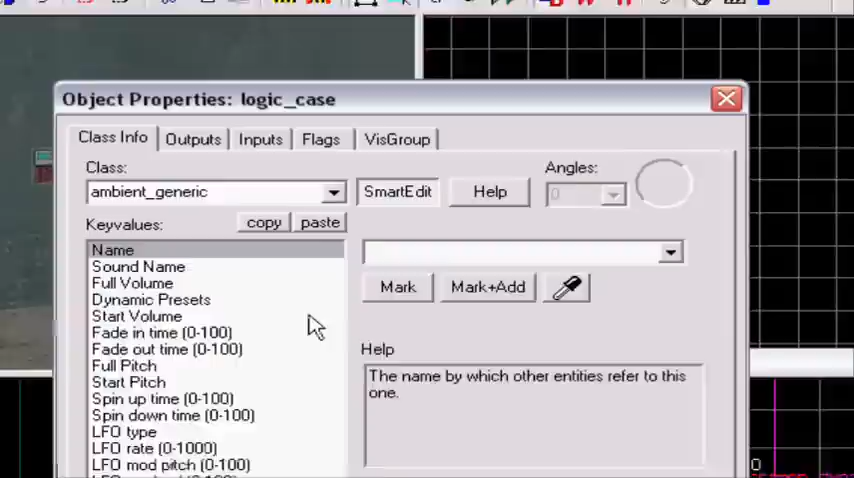 Object Properties: logic_case
Class Info Outputs Inputs Flags VisGroup
Class:
Angles:
ambient_generic SmartEdit Help 0
Keyvalues: copy paste
Name
Sound Name
Full Volume
Mark Mark+Add
Dynamic Presets
Start Volume
Fade in time (0-100)
Fade out time (0-100)
Help
Full Pitch
The name by which other entities refer to this
one.
Start Pitch
Spin up time (0-100)
Spin down time (0-100)
LFO type
LFO rate (0-1000)
LFO mod pitch (0-100)